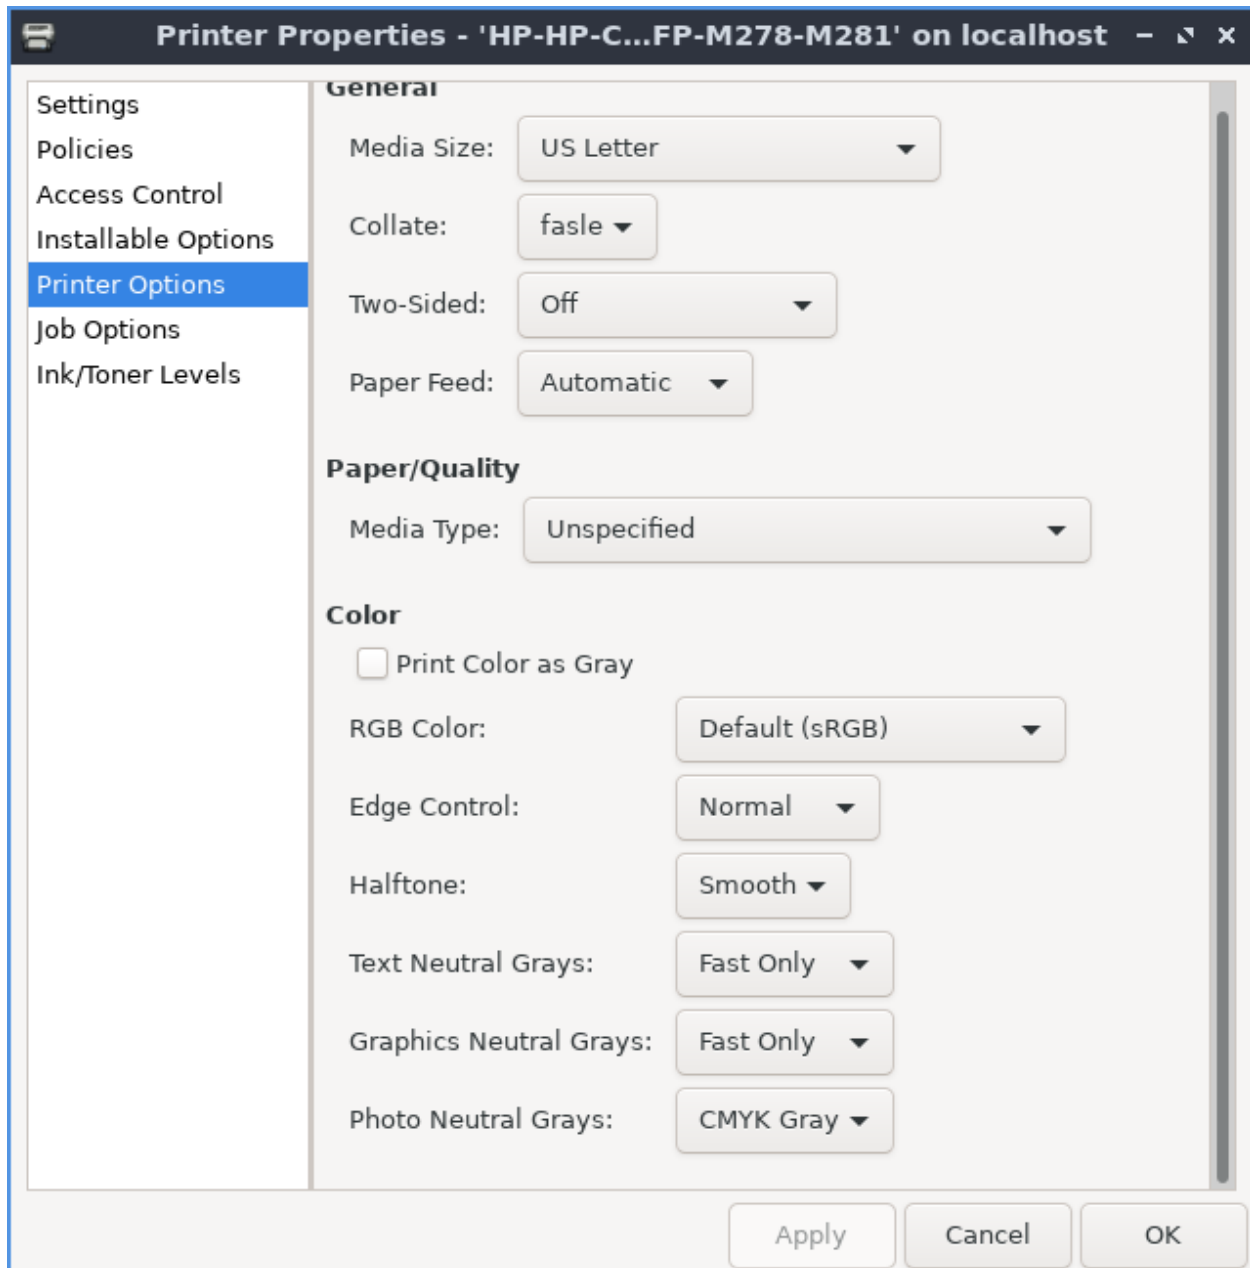 Printer Properties - 'HP-HP-C...FP-M278-M281' on localhost
Settings
Policies
Access Control
Installable Options
Printer Options
Job Options
Ink/Toner Levels
General
Media Size: US Letter
Collate: fasle
Two-Sided: Off
Paper Feed: Automatic
Paper/Quality
Media Type: Unspecified
Color
Print Color as Gray
RGB Color: Default (sRGB)
Edge Control: Normal
Halftone: Smooth
Text Neutral Grays: Fast Only
Graphics Neutral Grays: Fast Only
Photo Neutral Grays: CMYK Gray
Apply Cancel OK